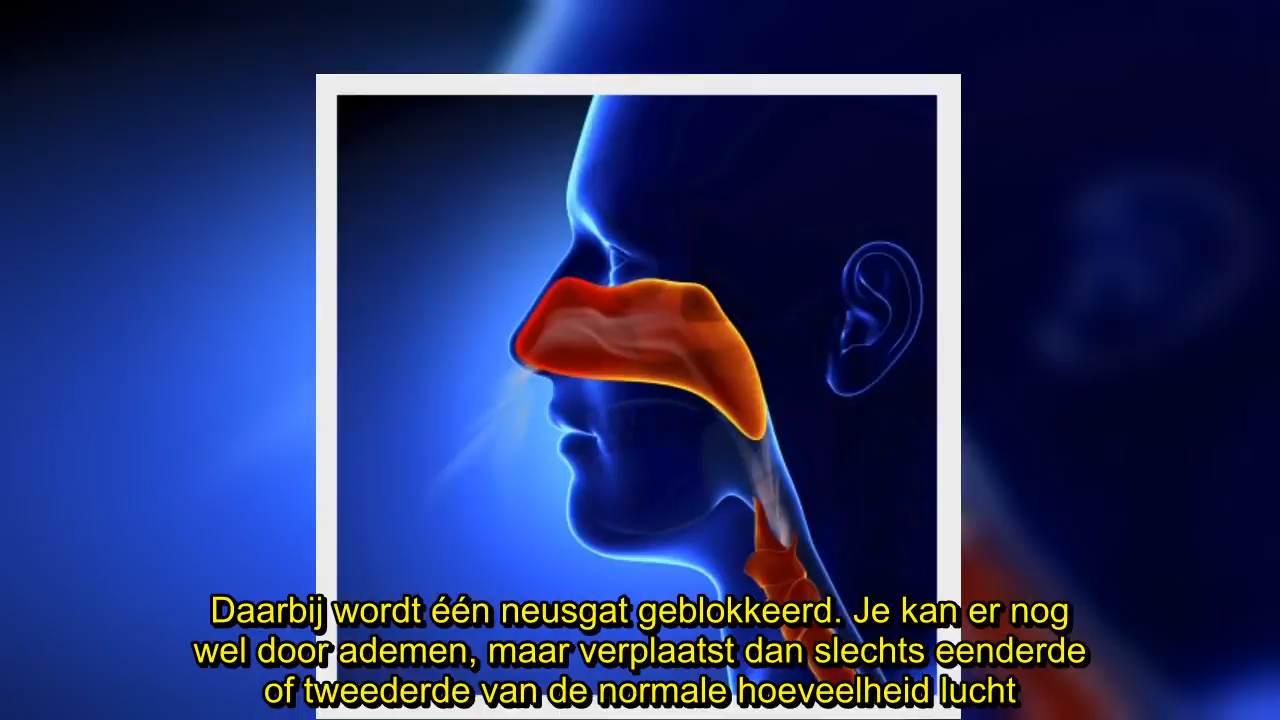 Daarbij wordt één neusgat geblokkeerd. Je kan er nog
wel door ademen, maar verplaatst dan slechts eenderde
of tweederde van de normale hoeveelheid lucht